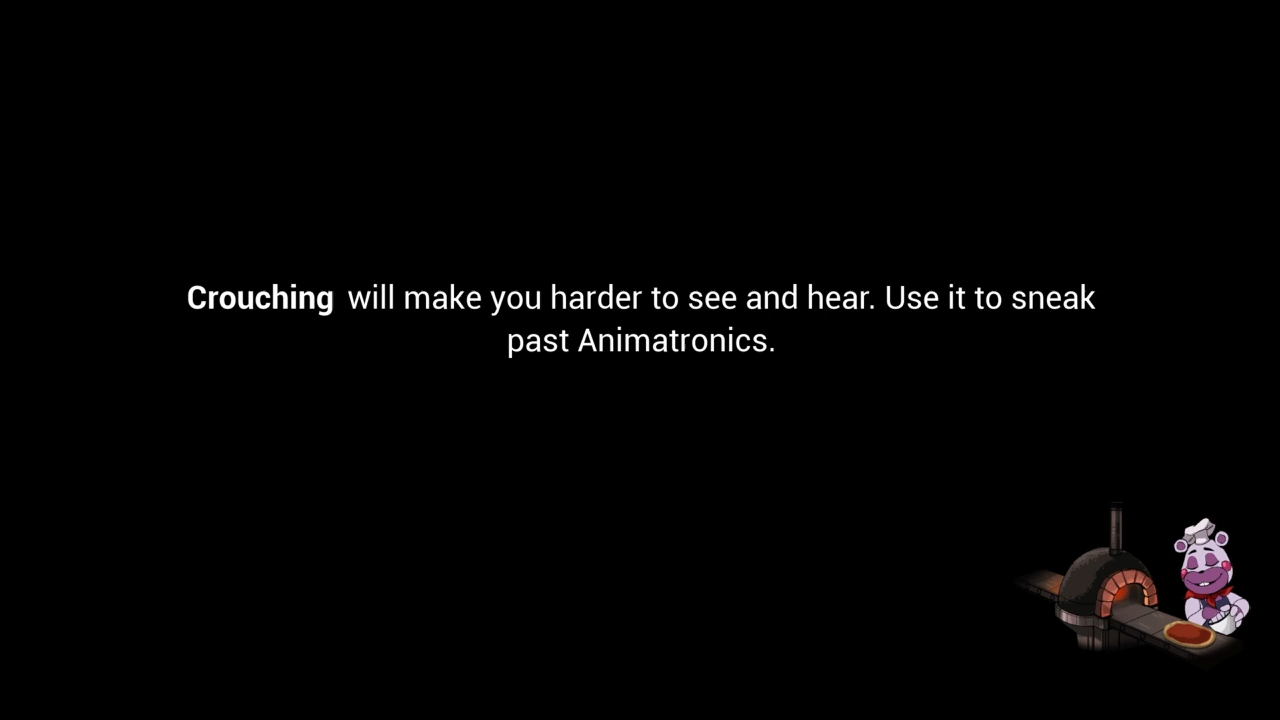 Crouching will make you harder to see and hear. Use it to sneak
past Animatronics.